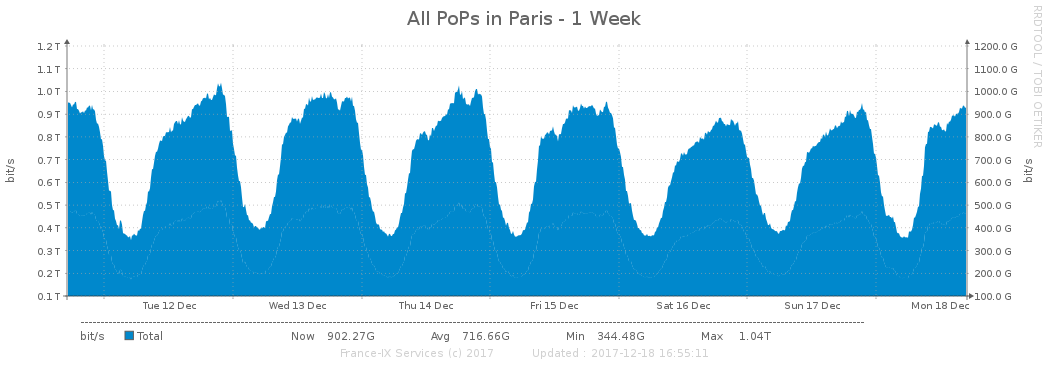 All PoPs in Paris - 1 Week
RRDTOOL / TOBI OETIKER
bit/s
1.2 T
1.1 T
1.0 T
0.9 T
0.8 T
0.7 T
0.6 T
0.5 T
0.4 T
0.3 T
0.2 T
0.1 T
1200.0 G
1100.0 G
1000.0 G
900.0 G
800.0 G
700.0 G
600.0 G
500.0 G
400.0 G
300.0 G
200.0 G
100.0 G
bit/s
Tue 12 Dec Wed 13 Dec Thu 14 Dec Fri 15 Dec Sat 16 Dec Sun 17 Dec Mon 18 Dec
bit/s Total Now 902.27G Avg 716.66G Min 344.48G Max 1.04T
France-IX Services (c) 2017 Updated : 2017-12-18 16:55:11